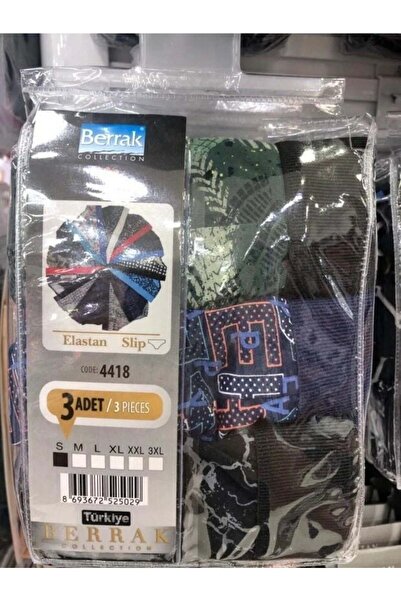 Berrak
COLLECTION
Elastan Slip
CODE: 4418
3 ADET / 3 PIECES
S M L XL XXL 3XL
8 693672 525029
Türkiye
BERRAK
COLLECTION